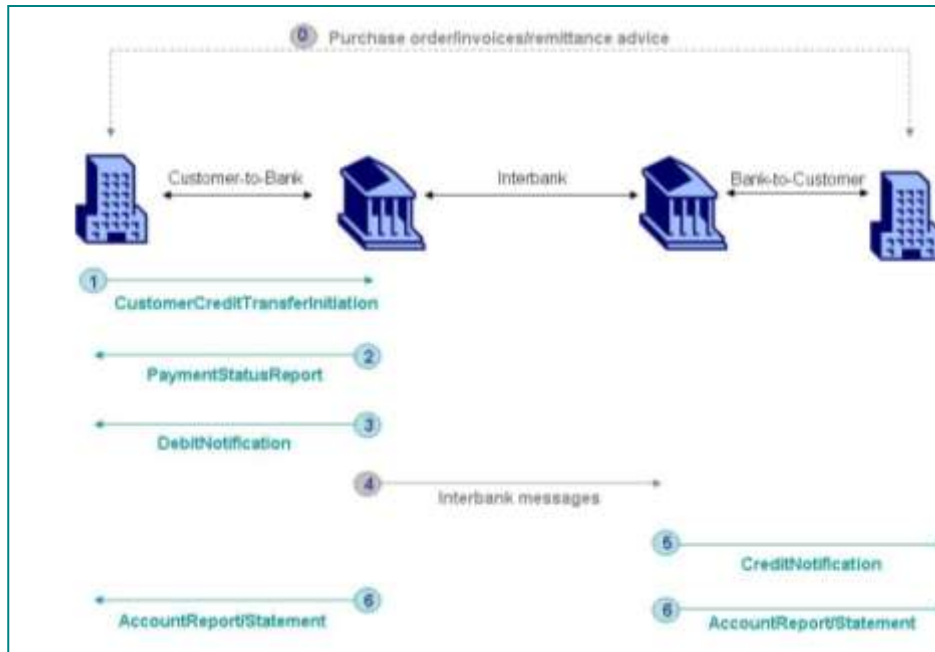 0 Purchase order/invoices/remittance advice
Customer-to-Bank
Interbank
Bank-to-Customer
1
CustomerCreditTransferInitiation
2
PaymentStatusReport
3
DebitNotification
4
Interbank messages
5
CreditNotification
6
AccountReport/Statement
6
AccountReport/Statement